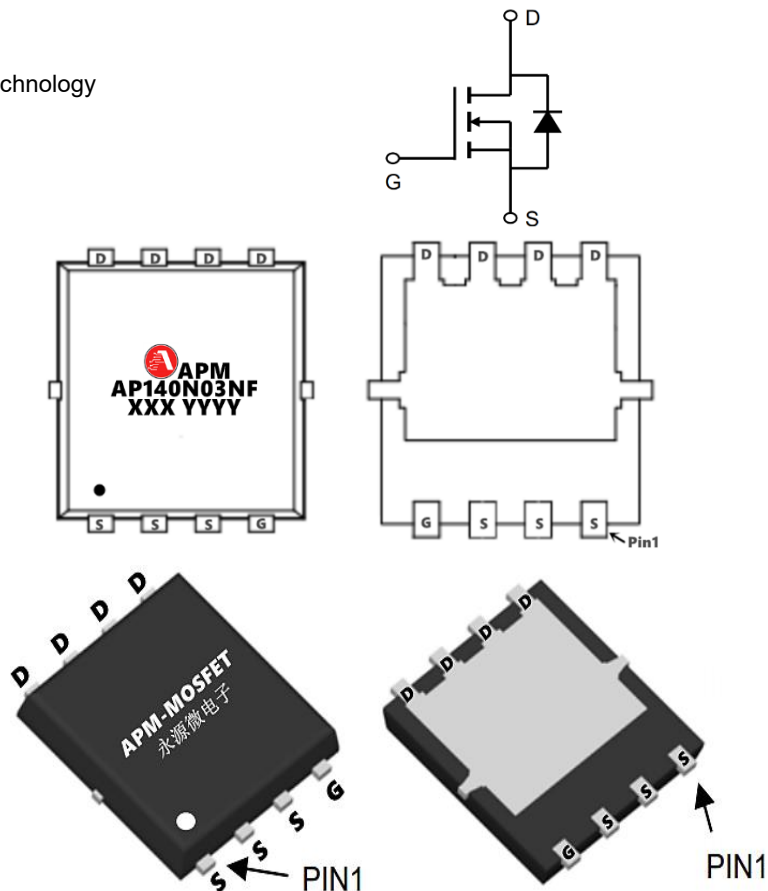 D
chnology
G
S
D D D D
D D D D
APM
AP140N03NF
XXX YYYY
S S S G
G S S S
Pin1
D D D D
D D D D
APM-MOSFET
永源微电子
S S S G
G S S S
PIN1
PIN1